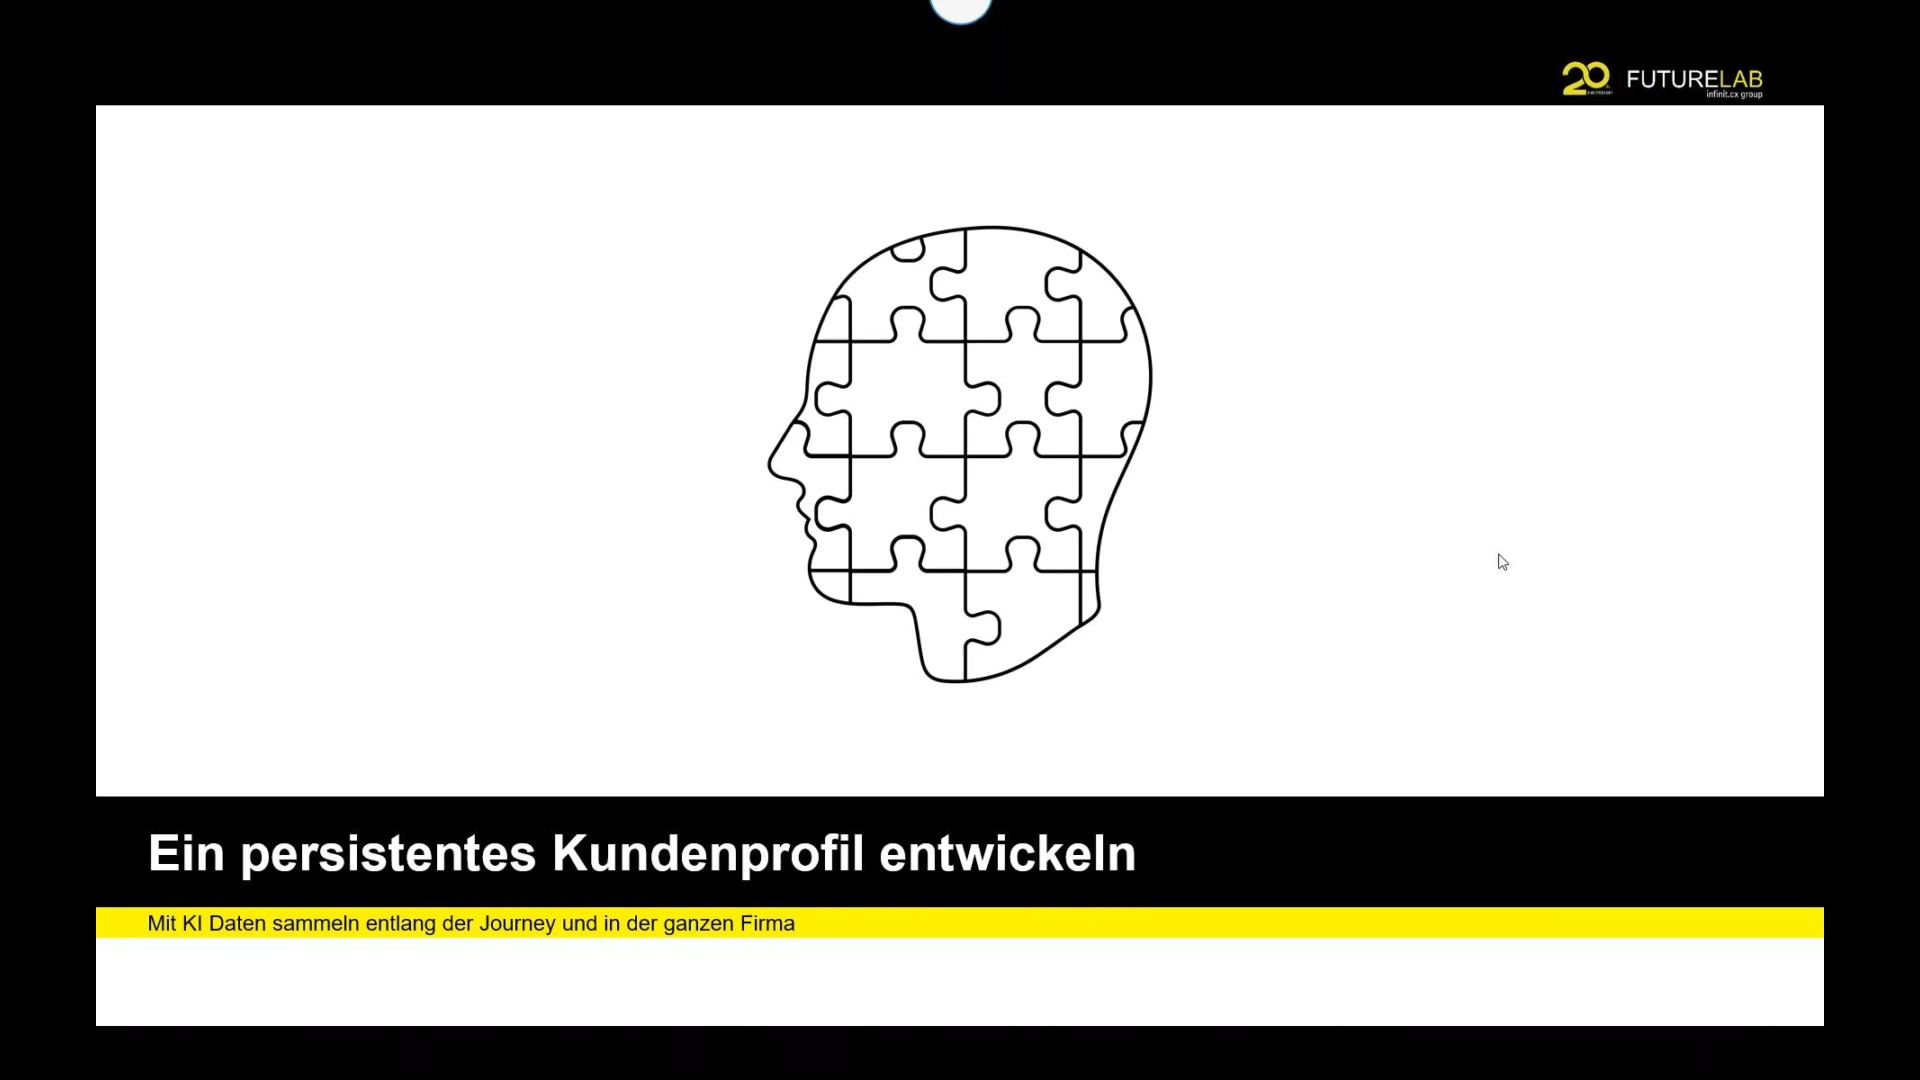 20 FUTURELAB
infinit.cx group
Ein persistentes Kundenprofil entwickeln
Mit KI Daten sammeln entlang der Journey und in der ganzen Firma